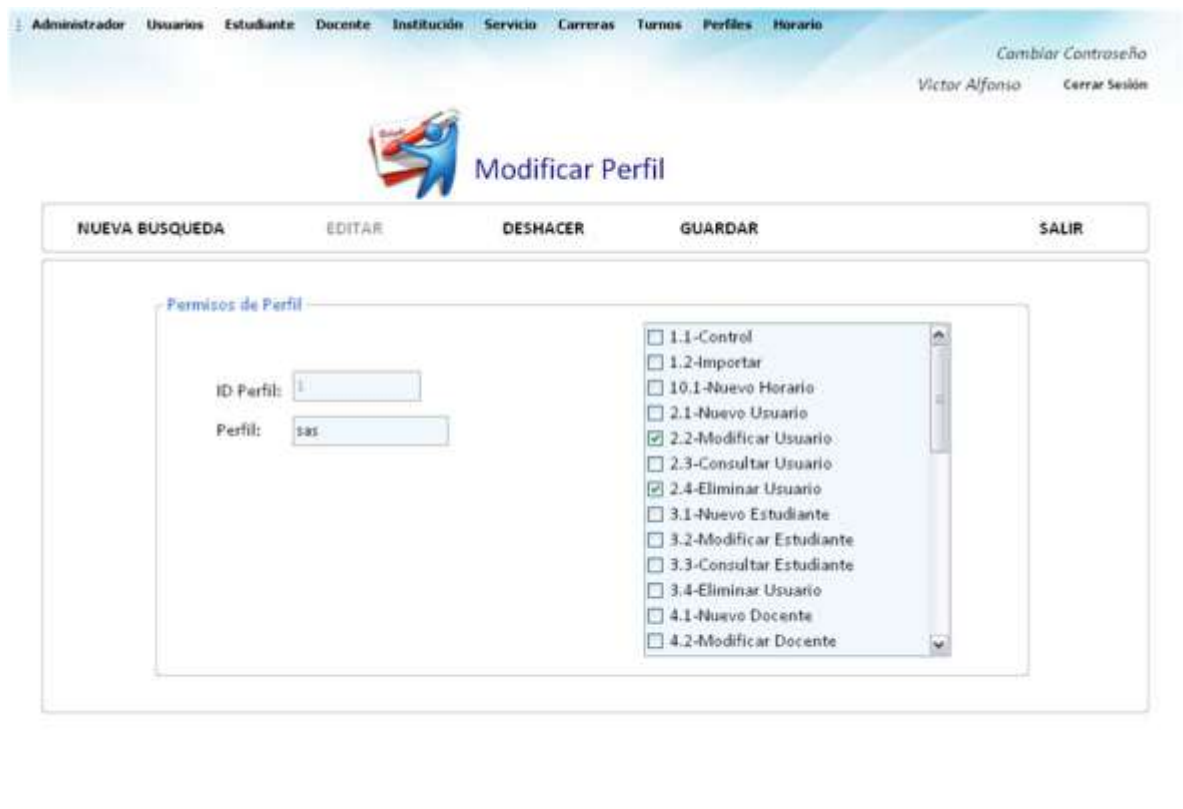 Administrador Usuarios Estudiante Docente Institución Servicio Carreras Turnos Perfiles Horario
Cambiar Contraseño
Victor Alfonso Cerrar Sesión
Modificar Perfil
NUEVA BUSQUEDA EDITAR DESHACER GUARDAR SALIR
Permisos de Perfil
ID Perfil: 1
Perfil: sas
1.1-Control
1.2-Importar
10.1-Nuevo Horario
2.1-Nuevo Usuario
2.2-Modificar Usuario
2.3-Consultar Usuario
2.4-Eliminar Usuario
3.1-Nuevo Estudiante
3.2-Modificar Estudiante
3.3-Consultar Estudiante
3.4-Eliminar Usuario
4.1-Nuevo Docente
4.2-Modificar Docente